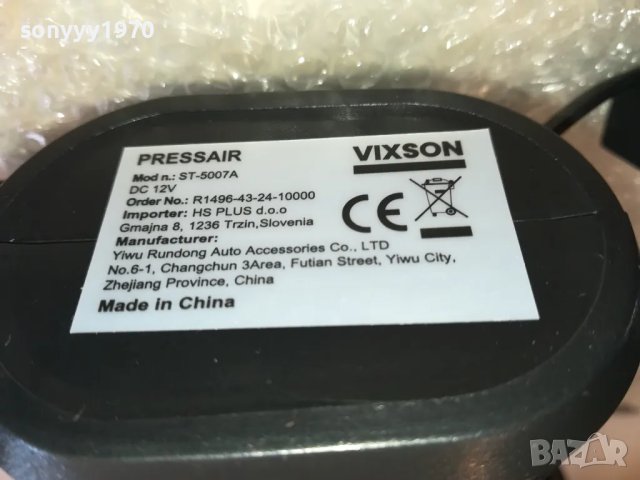 sonyyy1970
PRESSAIR
VIXSON
Mod n.: ST-5007A
DC 12V
Order No.: R1496-43-24-10000
Importer: HS PLUS d.o.o
Gmajna 8, 1236 Trzin,Slovenia
Manufacturer:
Yiwu Rundong Auto Accessories Co., LTD
No.6-1, Changchun 3Area, Futian Street, Yiwu City,
Zhejiang Province, China
Made in China
CE
BAZAR